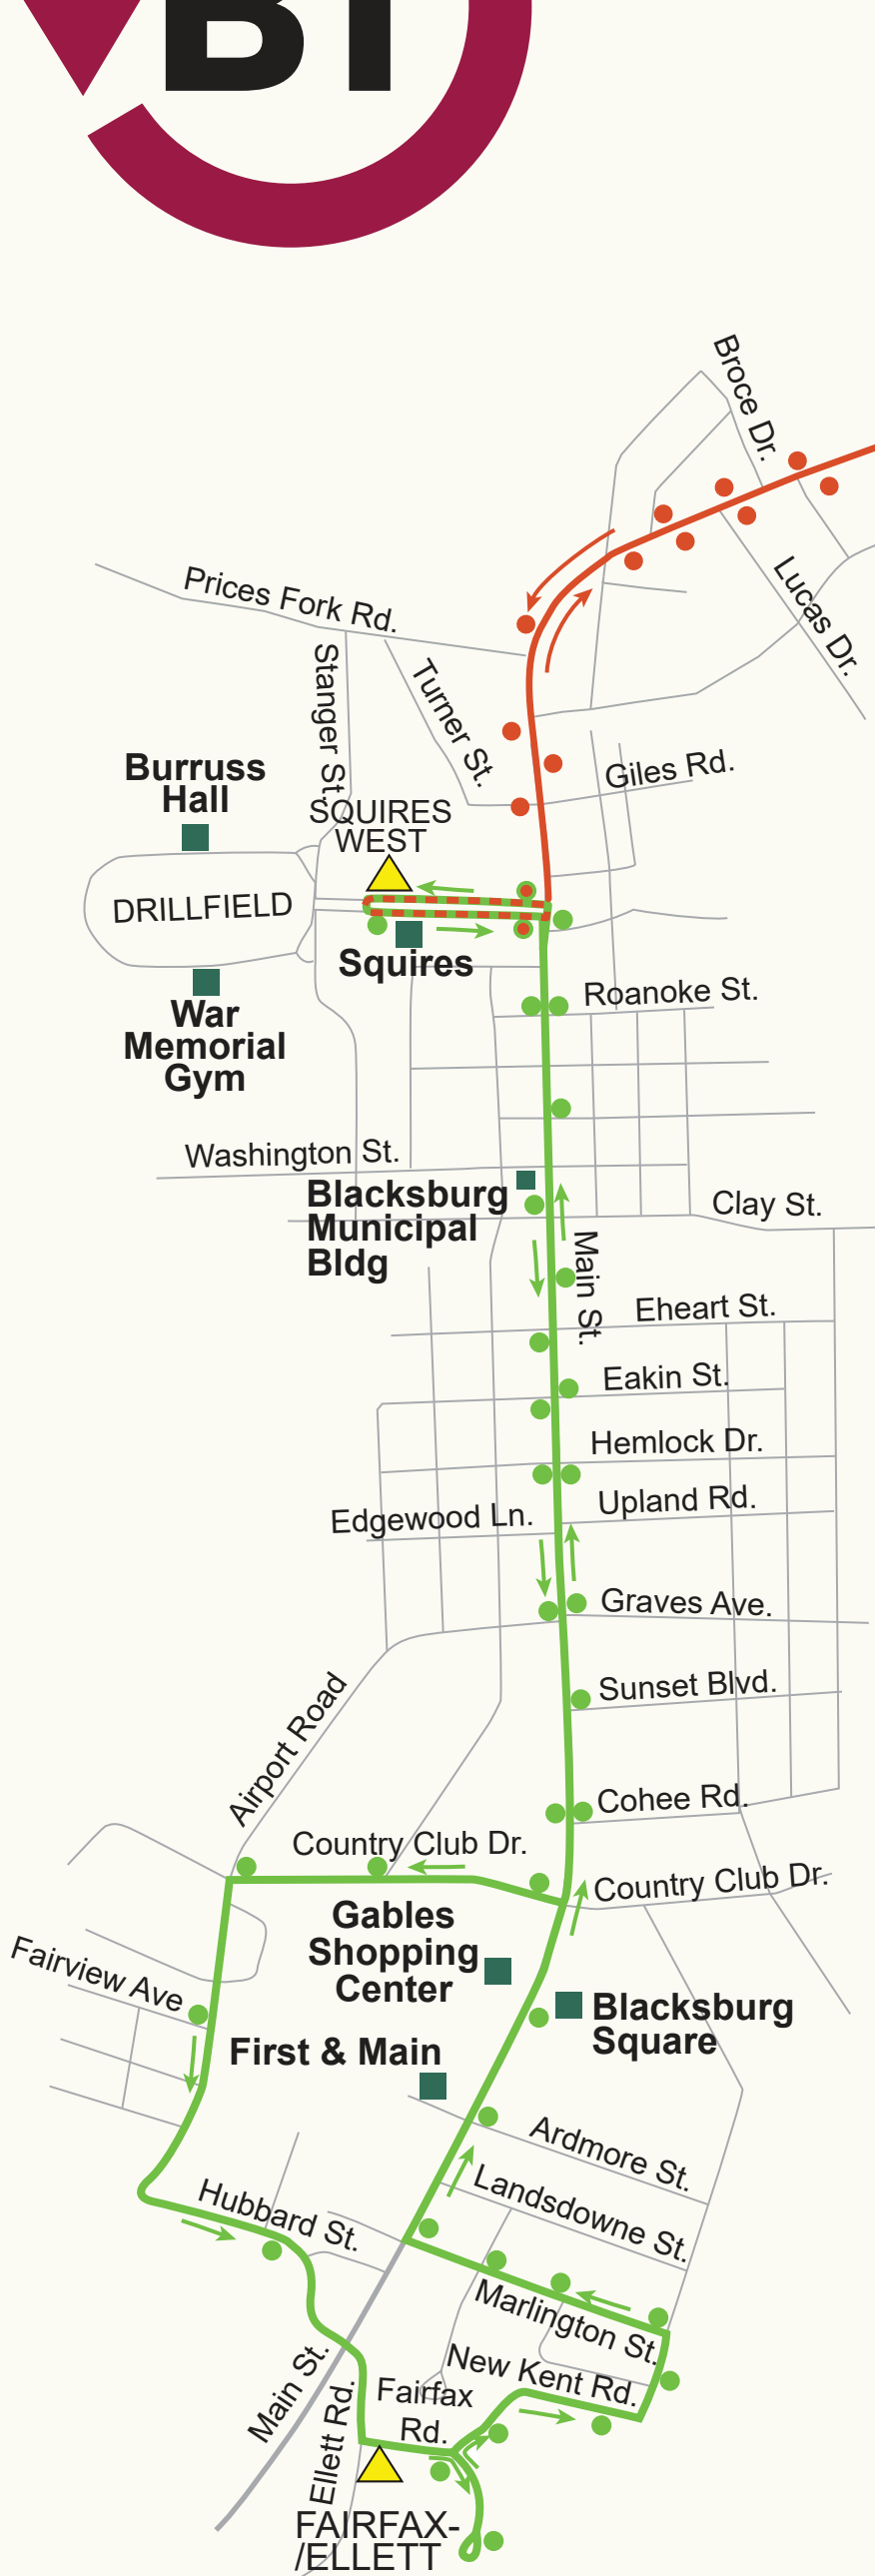 BT
Broce Dr.
Prices Fork Rd.
Lucas Dr.
Stanger St.
Turner St.
Burruss
Hall
Giles Rd.
SQUIRES
WEST
DRILLFIELD
Squires
Roanoke St.
War
Memorial
Gym
Washington St.
Blacksburg
Municipal
Bldg
Clay St.
Main St.
Eheart St.
Eakin St.
Hemlock Dr.
Edgewood Ln.
Upland Rd.
Graves Ave.
Sunset Blvd.
Airport Road
Cohee Rd.
Country Club Dr.
Country Club Dr.
Gables
Shopping
Center
Fairview Ave
Blacksburg
Square
First & Main
Ardmore St.
Landsdowne St.
Hubbard St.
Marlington St.
New Kent Rd.
Main St.
Ellett Rd.
Fairfax
Rd.
FAIRFAX-
/ELLETT